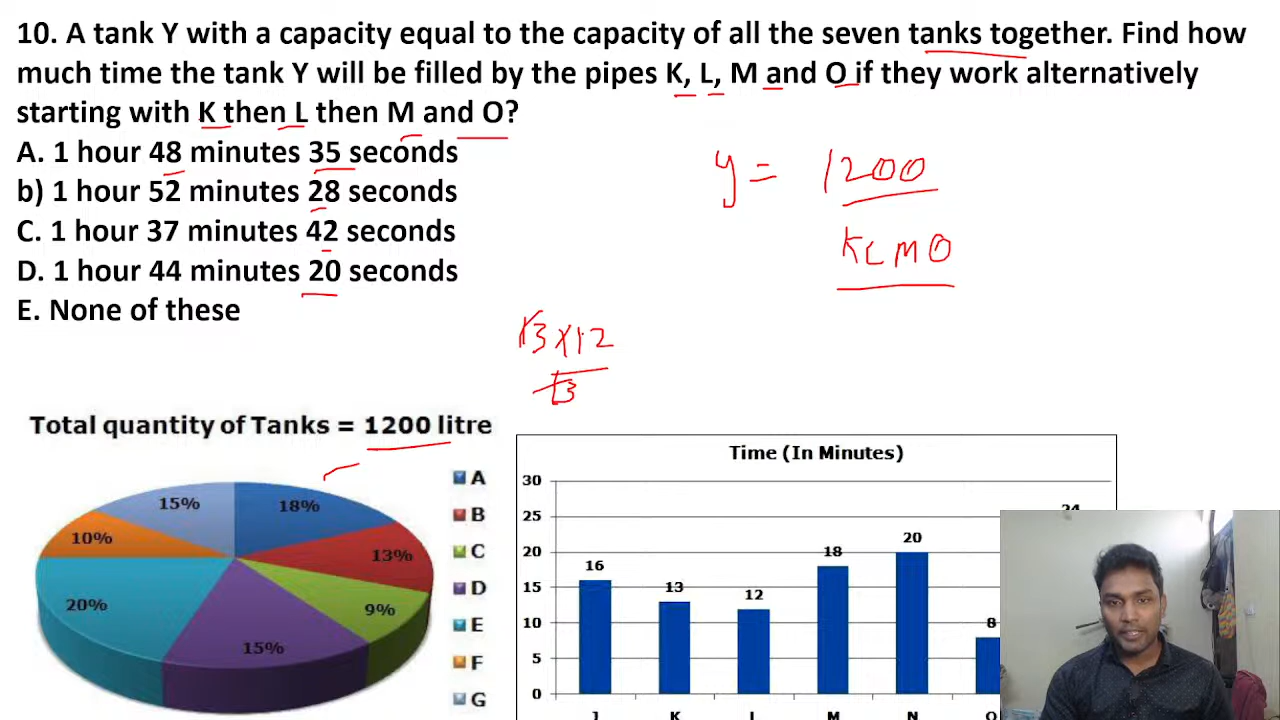 10. A tank Y with a capacity equal to the capacity of all the seven tanks together. Find how
much time the tank Y will be filled by the pipes K, L, M and O if they work alternatively
starting with K then L then M and O?
A. 1 hour 48 minutes 35 seconds
b) 1 hour 52 minutes 28 seconds
C. 1 hour 37 minutes 42 seconds
D. 1 hour 44 minutes 20 seconds
E. None of these
y = 1200
K L M O
13 x 12
13
Total quantity of Tanks = 1200 litre
15%
18%
10%
13%
20%
9%
15%
A
B
C
D
E
F
G
Time (In Minutes)
30
25
20
15
10
5
0
16
13
12
18
20
8
24
J
K
L
M
N
O